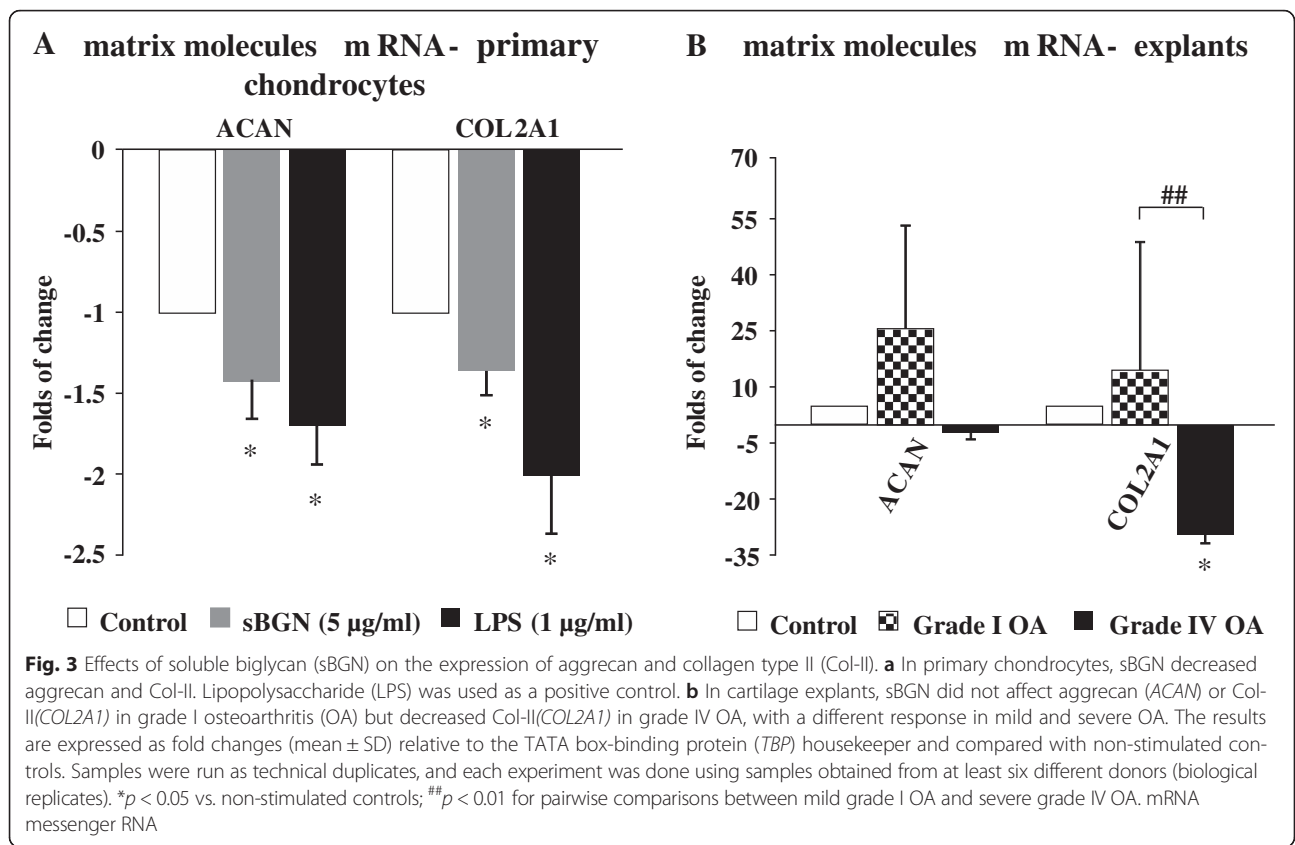 A matrix molecules m RNA- primary
chondrocytes
ACAN COL2A1
0
-0.5
-1
-1.5
-2
-2.5
Folds of change
*
*
*
*
□ Control ■ sBGN (5 μg/ml) ■ LPS (1 μg/ml)
B matrix molecules m RNA- explants
70
55
40
25
10
-5
-20
-35
Folds of change
##
ACAN
COL2A1
*
Control Grade I OA Grade IV OA
Fig. 3 Effects of soluble biglycan (sBGN) on the expression of aggrecan and collagen type II (Col-II). a In primary chondrocytes, sBGN decreased
aggrecan and Col-II. Lipopolysaccharide (LPS) was used as a positive control. b In cartilage explants, sBGN did not affect aggrecan (ACAN) or Col-
II(COL2A1) in grade I osteoarthritis (OA) but decreased Col-II(COL2A1) in grade IV OA, with a different response in mild and severe OA. The results
are expressed as fold changes (mean ± SD) relative to the TATA box-binding protein (TBP) housekeeper and compared with non-stimulated con-
trols. Samples were run as technical duplicates, and each experiment was done using samples obtained from at least six different donors (biological
replicates). *p < 0.05 vs. non-stimulated controls; ##p < 0.01 for pairwise comparisons between mild grade I OA and severe grade IV OA. mRNA
messenger RNA